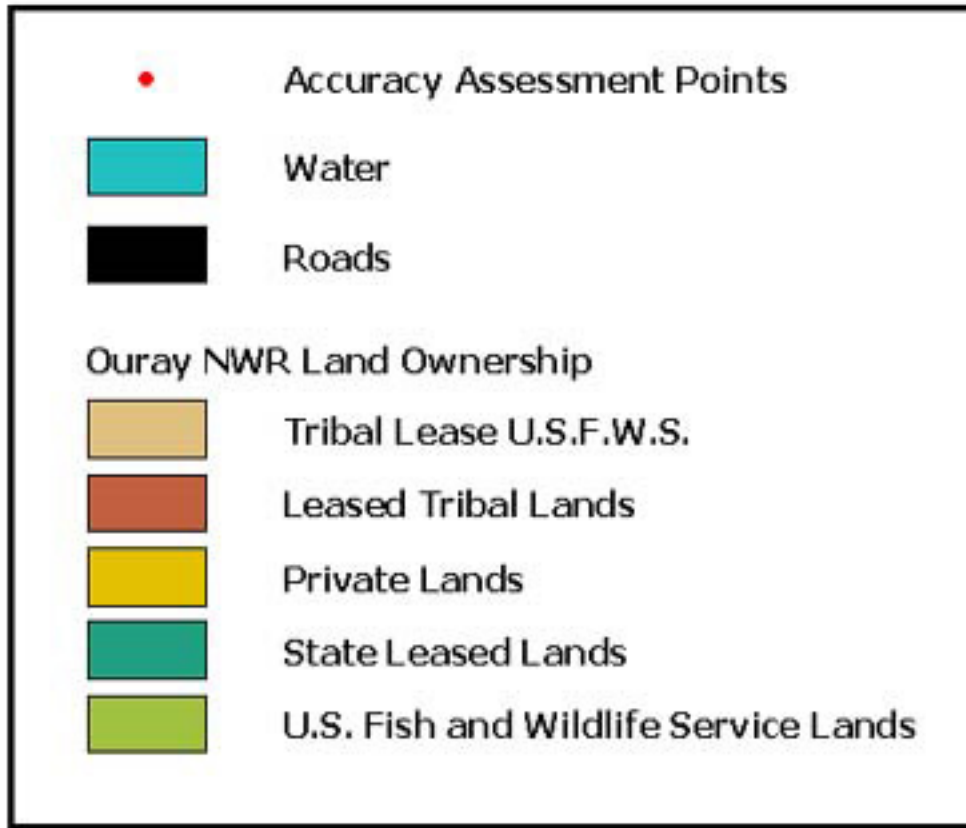 Accuracy Assessment Points
Water
Roads
Ouray NWR Land Ownership
Tribal Lease U.S.F.W.S.
Leased Tribal Lands
Private Lands
State Leased Lands
U.S. Fish and Wildlife Service Lands